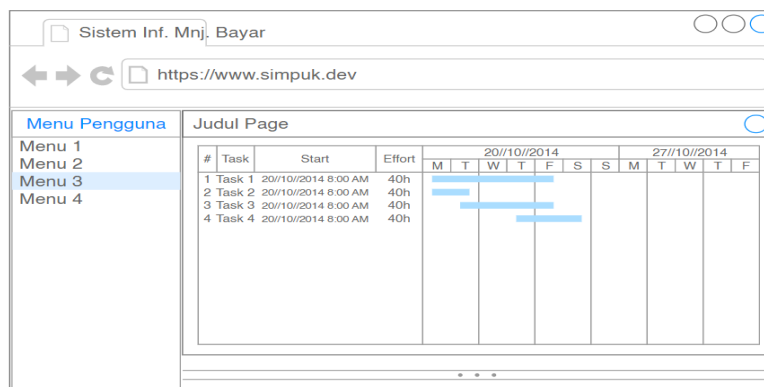 Sistem Inf. Mnj. Bayar
https://www.simpuk.dev
Menu Pengguna
Menu 1
Menu 2
Menu 3
Menu 4
Judul Page
# Task Start Effort 20//10//2014 27//10//2014
M T W T F S S M T W T F
1 Task 1 20//10//2014 8:00 AM 40h
2 Task 2 20//10//2014 8:00 AM 40h
3 Task 3 20//10//2014 8:00 AM 40h
4 Task 4 20//10//2014 8:00 AM 40h